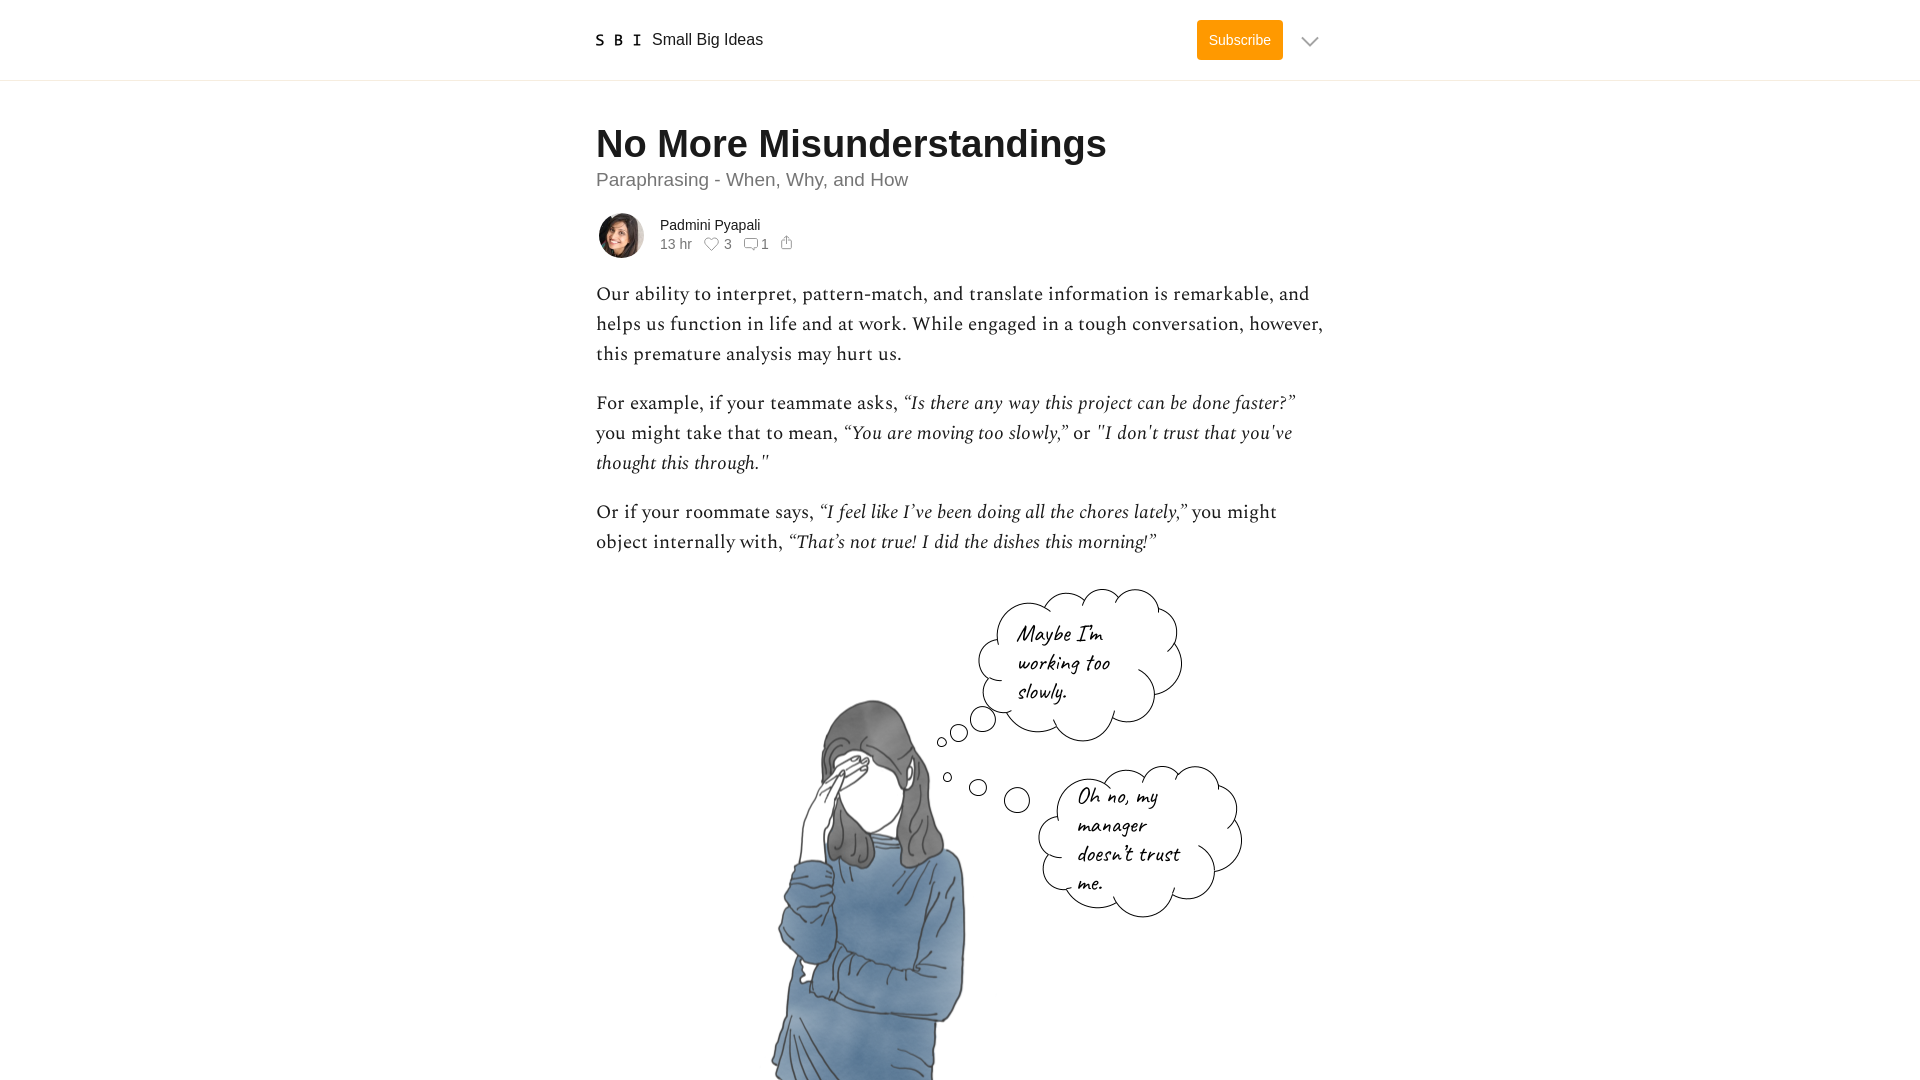 SBI Small Big Ideas
Subscribe
No More Misunderstandings
Paraphrasing - When, Why, and How
Padmini Pyapali
13 hr 3 1
Our ability to interpret, pattern-match, and translate information is remarkable, and
helps us function in life and at work. While engaged in a tough conversation, however,
this premature analysis may hurt us.
For example, if your teammate asks, “Is there any way this project can be done faster?”
you might take that to mean, “You are moving too slowly,” or "I don't trust that you've
thought this through."
Or if your roommate says, “I feel like I’ve been doing all the chores lately,” you might
object internally with, “That’s not true! I did the dishes this morning!”
Maybe I’m
working too
slowly.
Oh no, my
manager
doesn’t trust
me.